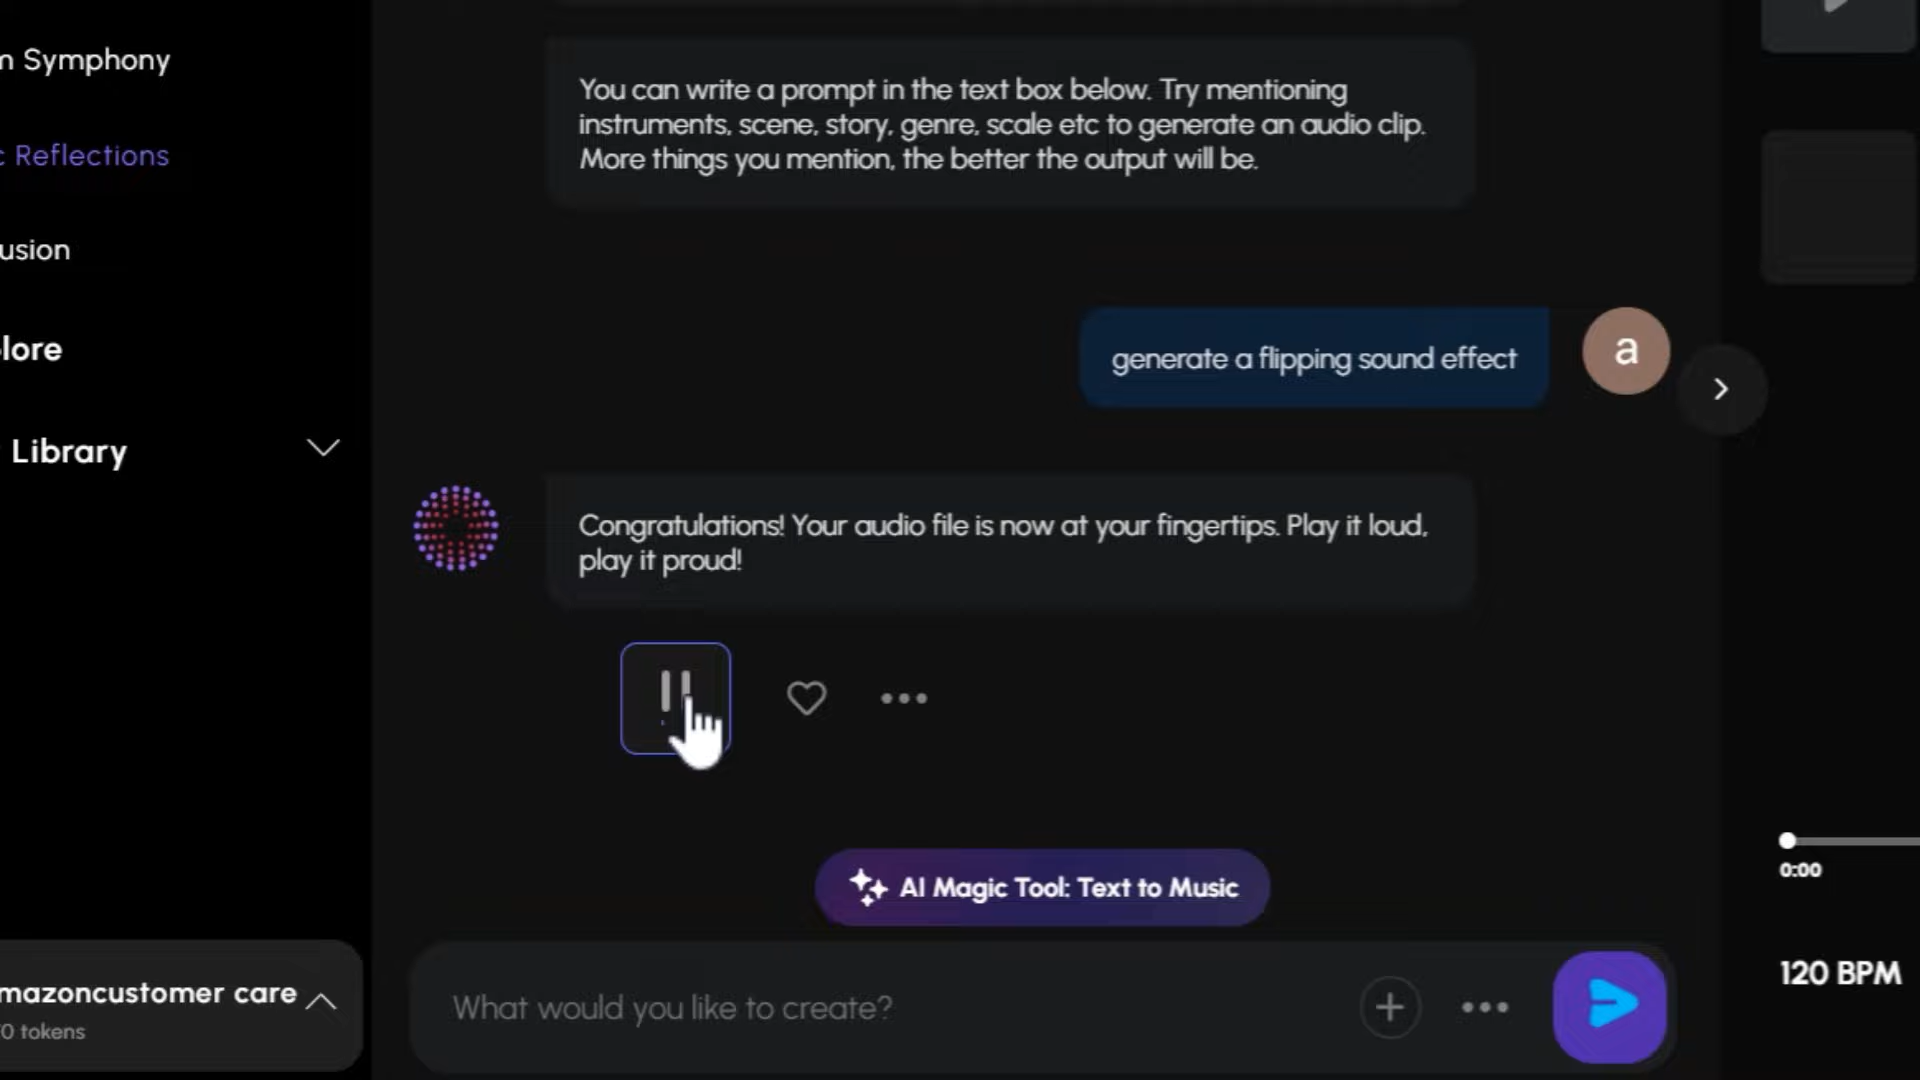 Symphony
Reflections
Library
You can write a prompt in the text box below. Try mentioning
instruments, scene, story, genre, scale etc to generate an audio clip.
More things you mention, the better the output will be.
generate a flipping sound effect
a
Congratulations! Your audio file is now at your fingertips. Play it loud,
play it proud!
AI Magic Tool: Text to Music
What would you like to create?
mazoncustomer care
0 tokens
0:00
120 BPM